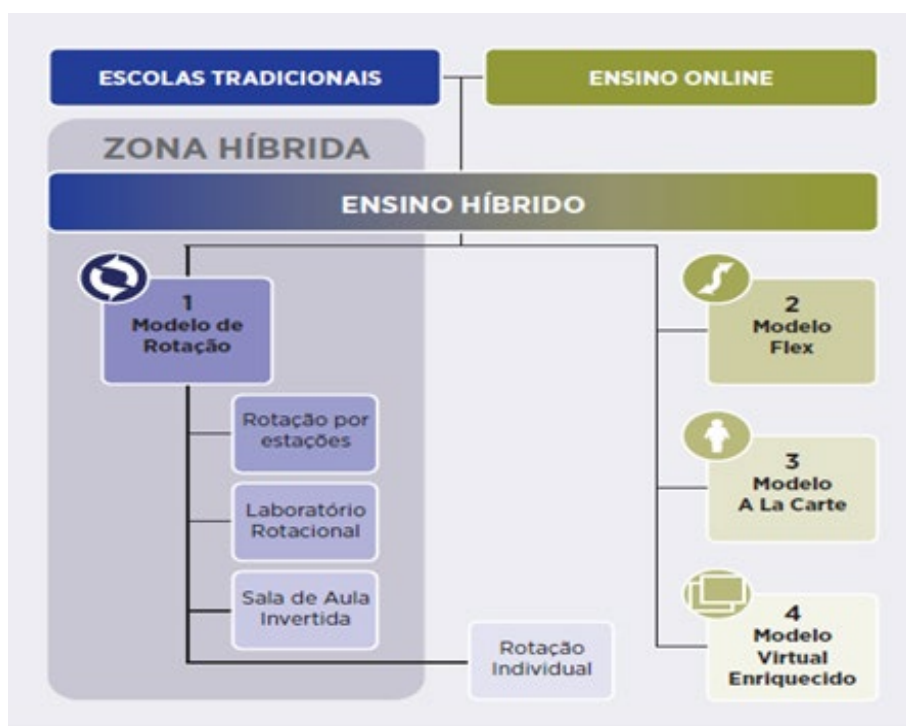 ESCOLAS TRADICIONAIS
ENSINO ONLINE
ZONA HÍBRIDA
ENSINO HÍBRIDO
1
Modelo de
Rotação
Rotação por
estações
Laboratório
Rotacional
Sala de Aula
Invertida
Rotação
Individual
2
Modelo
Flex
3
Modelo
A La Carte
4
Modelo
Virtual
Enriquecido